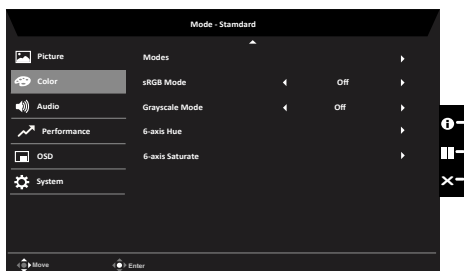 Mode - Stamdard
Picture
Modes
Color
sRGB Mode Off
Audio
Grayscale Mode Off
Performance
6-axis Hue
OSD
6-axis Saturate
System
Move Enter